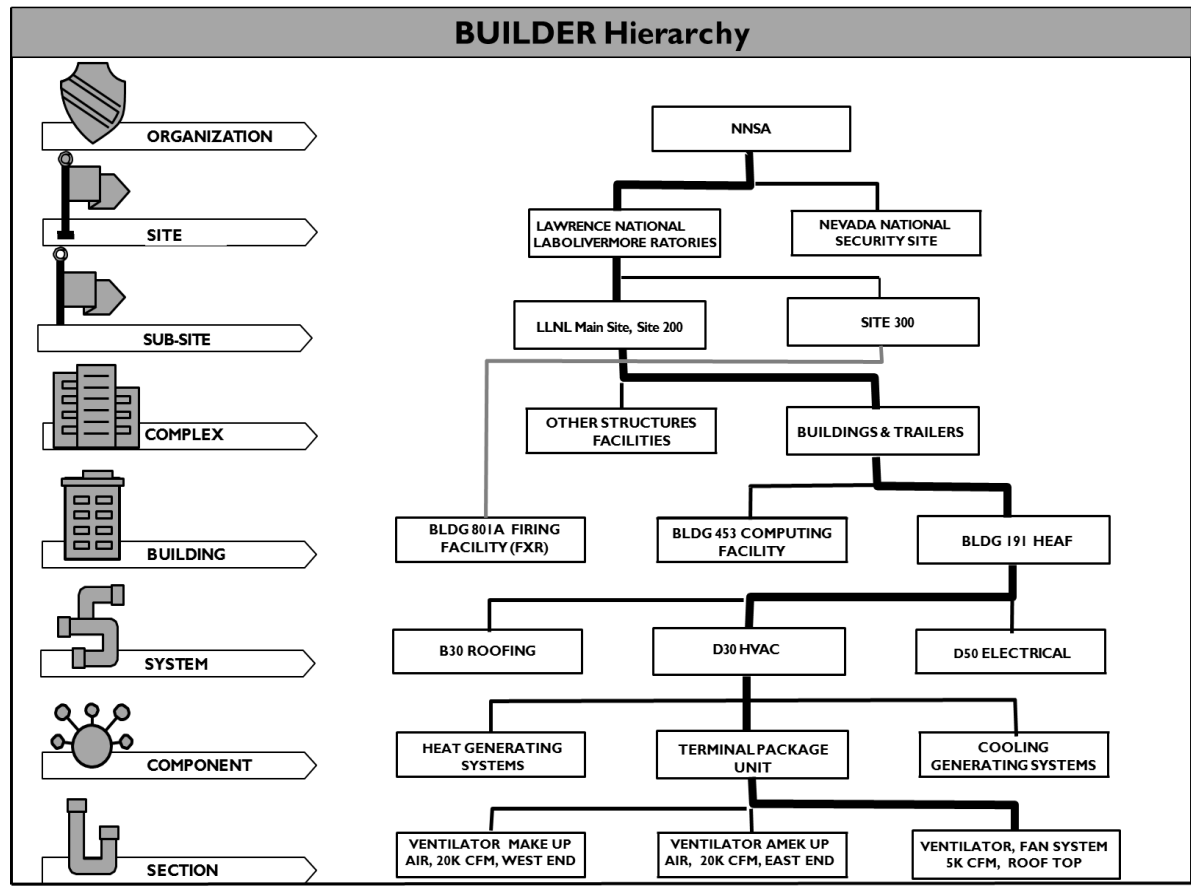 BUILDER Hierarchy
ORGANIZATION
NNSA
SITE
LAWRENCE NATIONAL
LABOLIVERMORE RATORIES
NEVADA NATIONAL
SECURITY SITE
SUB-SITE
LLNL Main Site, Site 200
SITE 300
COMPLEX
OTHER STRUCTURES
FACILITIES
BUILDINGS & TRAILERS
BUILDING
BLDG 801A FIRING
FACILITY (FXR)
BLDG 453 COMPUTING
FACILITY
BLDG 191 HEAF
SYSTEM
B30 ROOFING
D30 HVAC
D50 ELECTRICAL
COMPONENT
HEAT GENERATING
SYSTEMS
TERMINAL PACKAGE
UNIT
COOLING
GENERATING SYSTEMS
SECTION
VENTILATOR MAKE UP
AIR, 20K CFM, WEST END
VENTILATOR AMEK UP
AIR, 20K CFM, EAST END
VENTILATOR, FAN SYSTEM
5K CFM, ROOF TOP